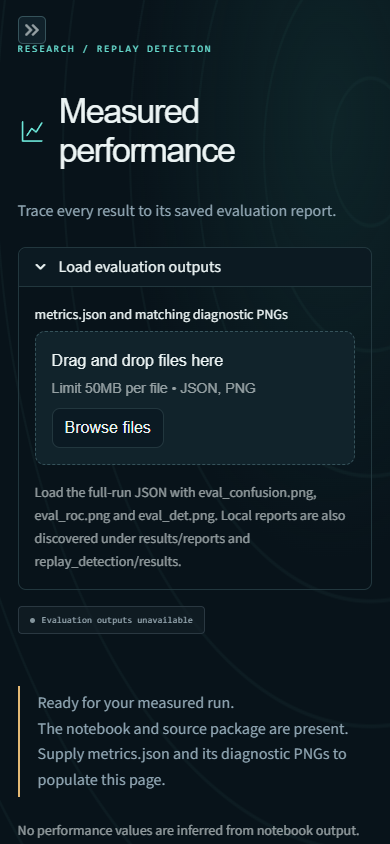 RESEARCH / REPLAY DETECTION
Measured
performance
Trace every result to its saved evaluation report.
Load evaluation outputs
metrics.json and matching diagnostic PNGs
Drag and drop files here
Limit 50MB per file • JSON, PNG
Browse files
Load the full-run JSON with eval_confusion.png,
eval_roc.png and eval_det.png. Local reports are also
discovered under results/reports and
replay_detection/results.
Evaluation outputs unavailable
Ready for your measured run.
The notebook and source package are present.
Supply metrics.json and its diagnostic PNGs to
populate this page.
No performance values are inferred from notebook output.